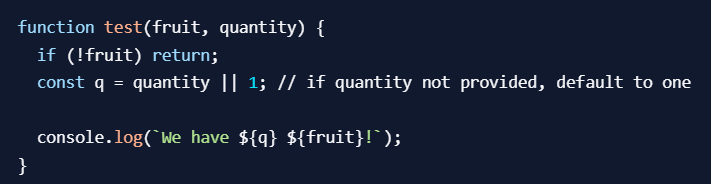 function test(fruit, quantity) {
  if (!fruit) return;
  const q = quantity || 1; // if quantity not provided, default to one

  console.log(`We have ${q} ${fruit}!`);
}